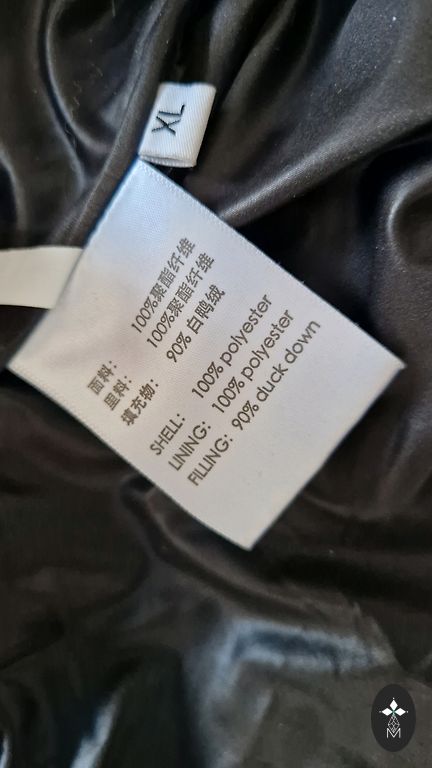 XL
面料: 100%聚酯纤维
里料: 100%聚酯纤维
填充物: 90% 白鸭绒
SHELL: 100% polyester
LINING: 100% polyester
FILLING: 90% duck down
M